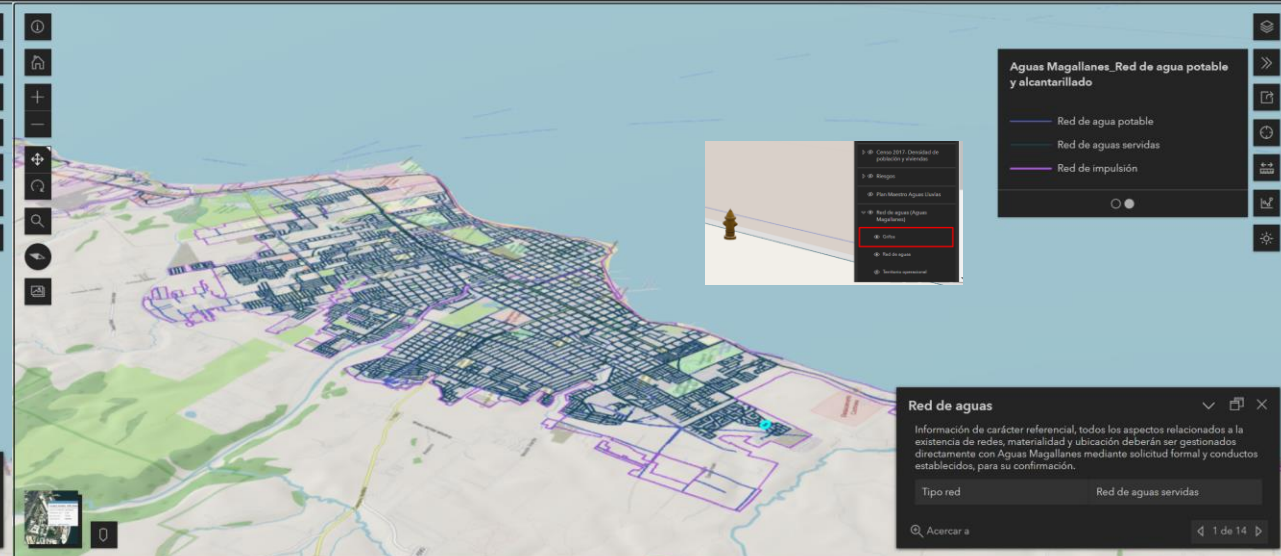 Aguas Magallanes_Red de agua potable
y alcantarillado
Red de agua potable
Red de aguas servidas
Red de impulsión
Censo 2017- Densidad de
población y viviendas
Riesgos
Plan Maestro Aguas Lluvias
Red de aguas (Aguas
Magallanes)
Grifos
Red de aguas
Territorio operacional
Red de aguas
Información de carácter referencial, todos los aspectos relacionados a la
existencia de redes, materialidad y ubicación deberán ser gestionados
directamente con Aguas Magallanes mediante solicitud formal y conductos
establecidos, para su confirmación.
Tipo red
Red de aguas servidas
Acercar a
1 de 14